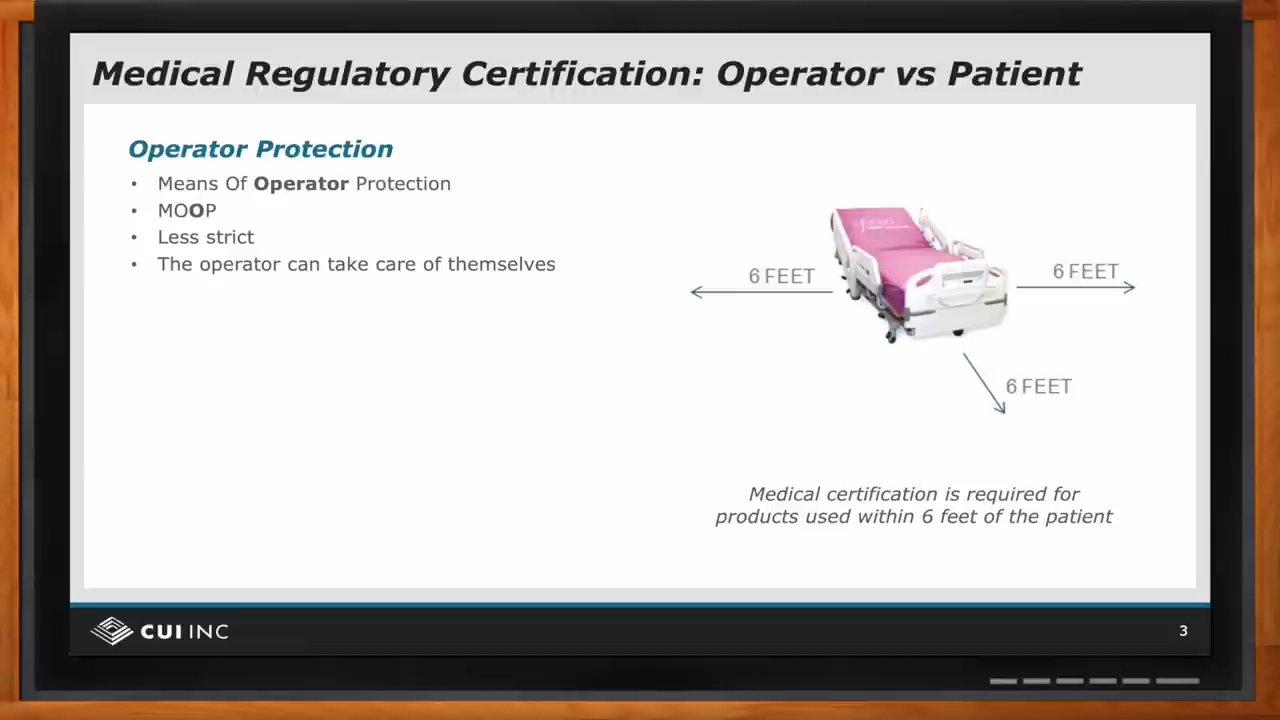 Medical Regulatory Certification: Operator vs Patient
Operator Protection
• Means Of Operator Protection
• MOOP
• Less strict
• The operator can take care of themselves
6 FEET
6 FEET
6 FEET
Medical certification is required for
products used within 6 feet of the patient
CUI INC
3